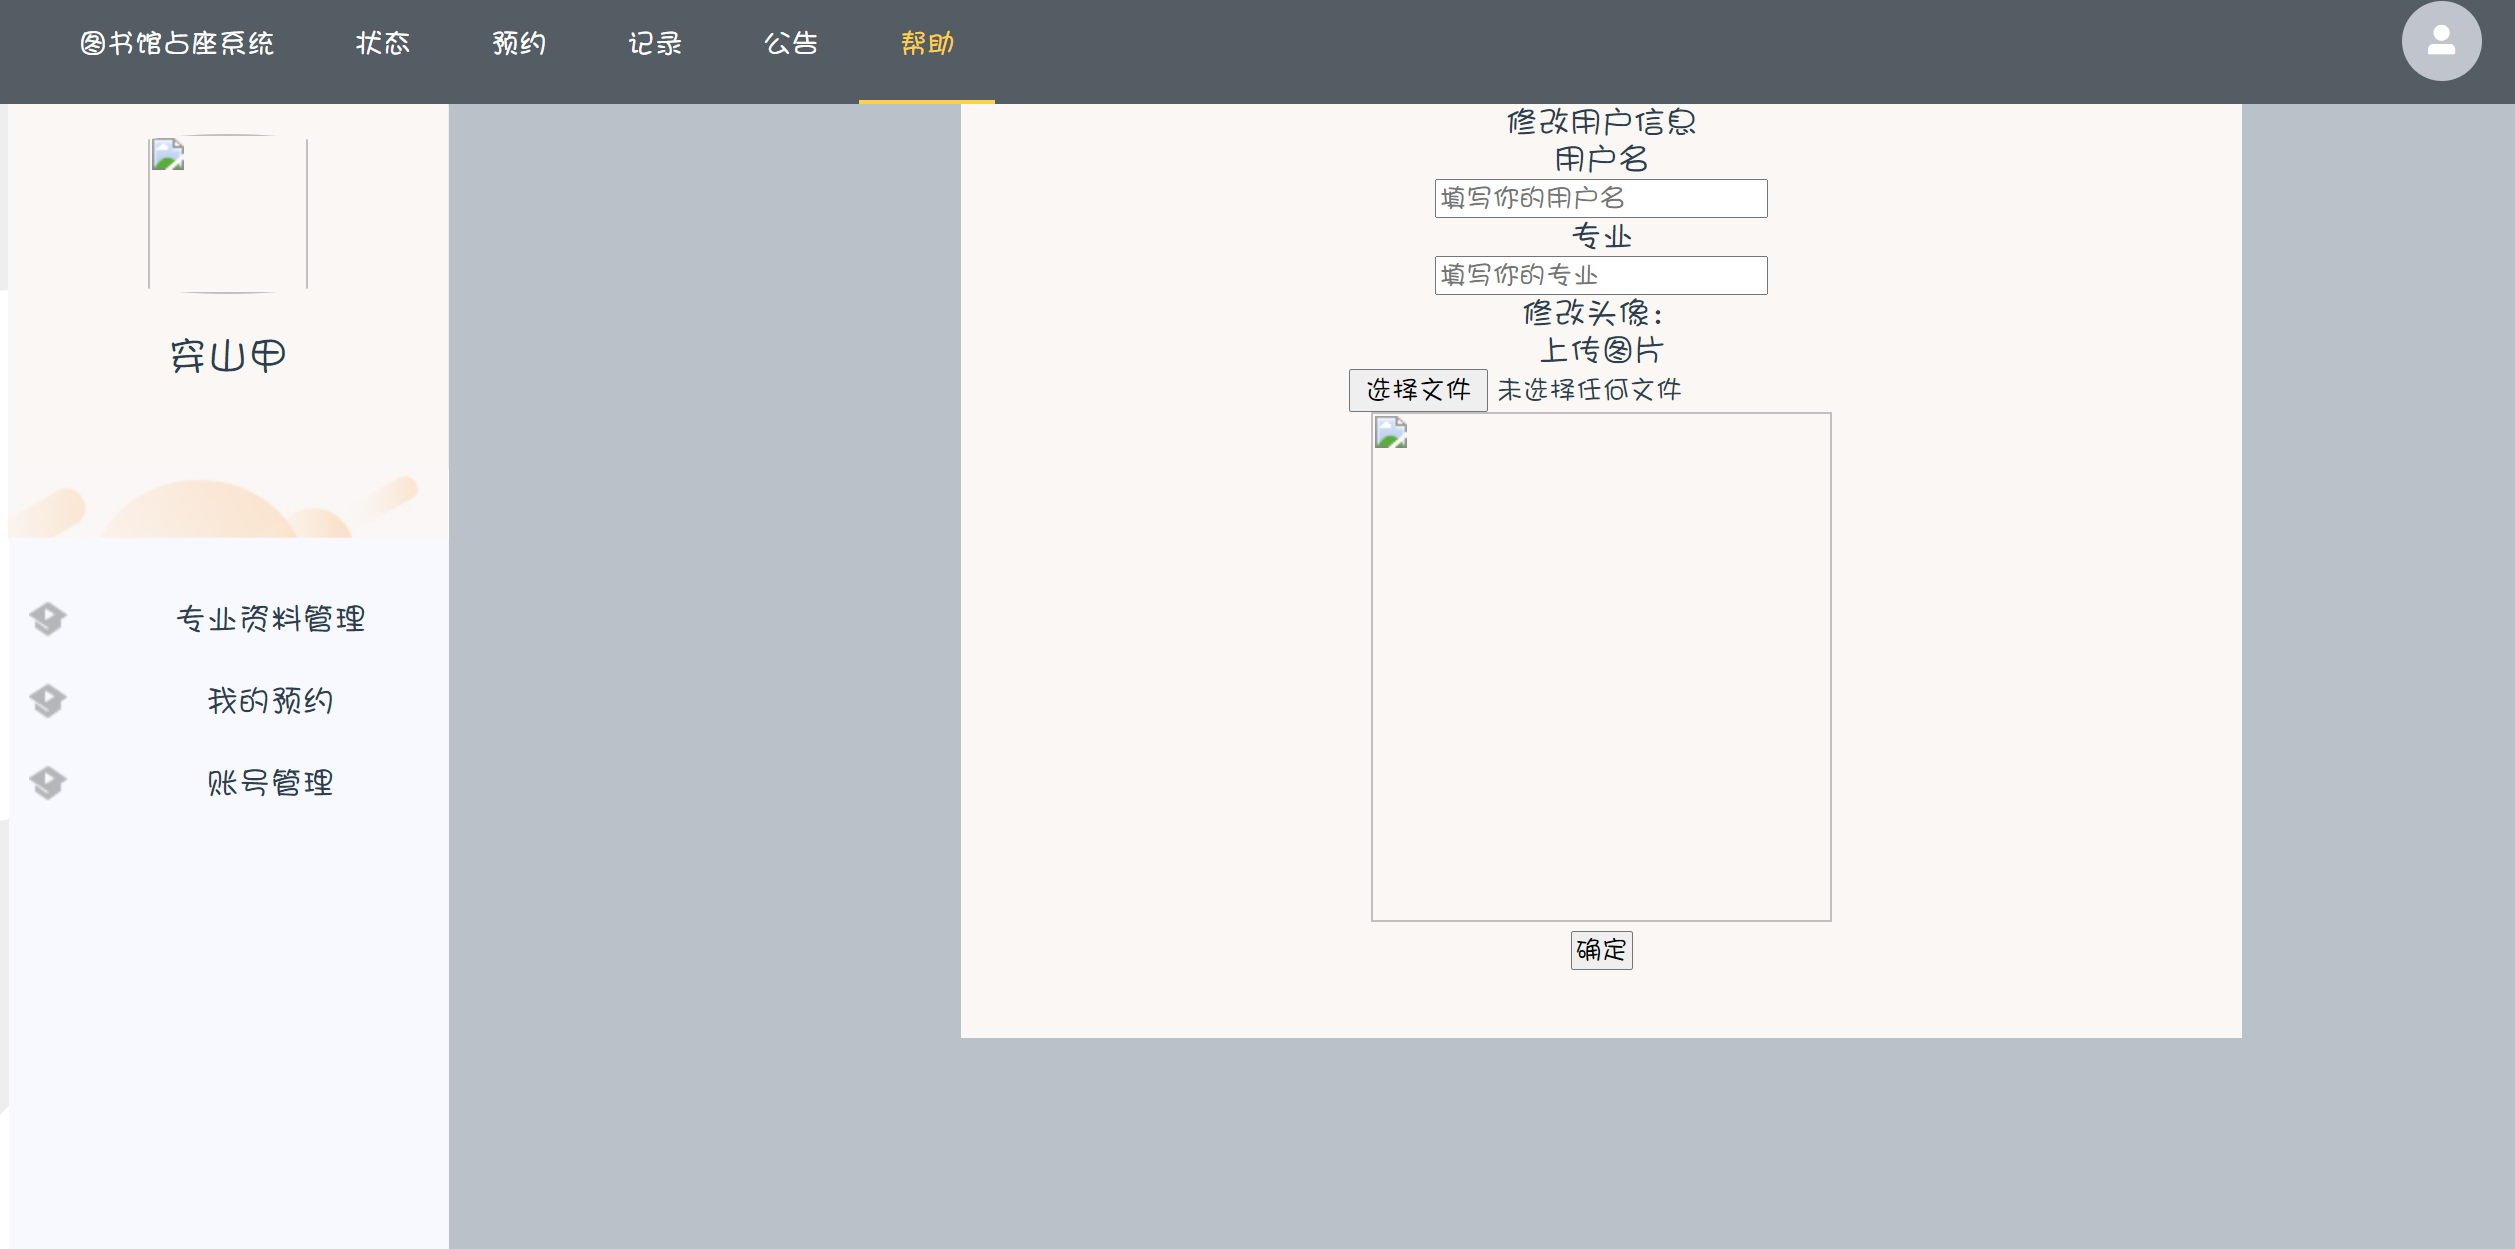 图书馆占座系统 状态 预约 记录 公告 帮助
穿山甲
专业资料管理
我的预约
账号管理
修改用户信息
用户名
填写你的用户名
专业
填写你的专业
修改头像：
上传图片
选择文件 未选择任何文件
确定